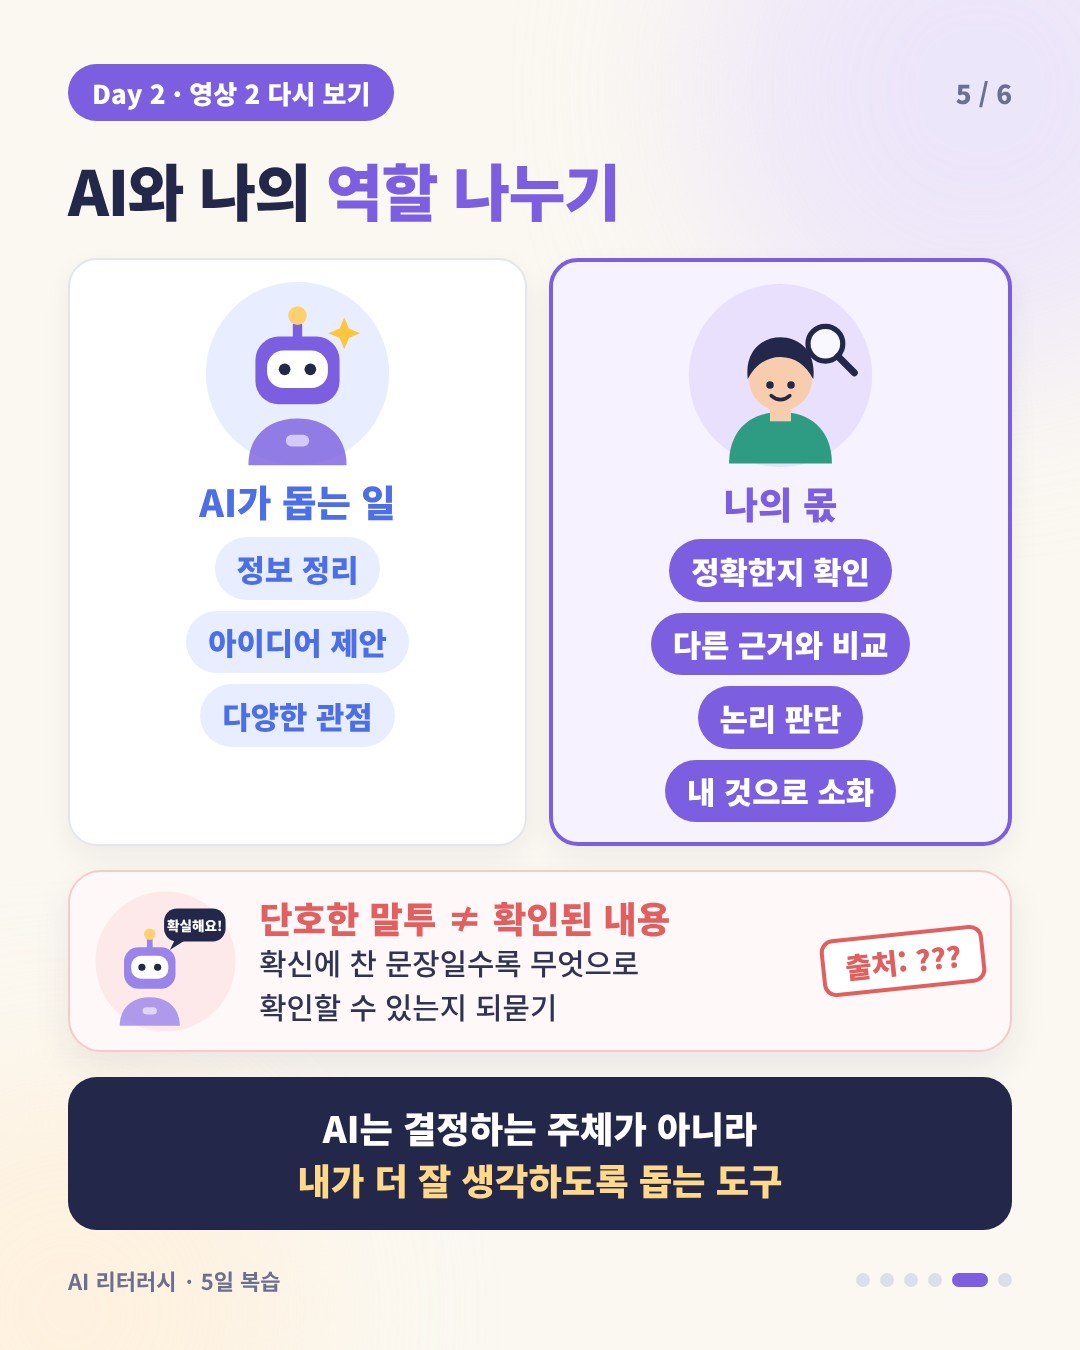 Day 2 · 영상 2 다시 보기
5 / 6
AI와 나의 역할 나누기
AI가 돕는 일
정보 정리
아이디어 제안
다양한 관점
나의 몫
정확한지 확인
다른 근거와 비교
논리 판단
내 것으로 소화
확실해요!
단호한 말투 ≠ 확인된 내용
확신에 찬 문장일수록 무엇으로
확인할 수 있는지 되묻기
출처: ???
AI는 결정하는 주체가 아니라
내가 더 잘 생각하도록 돕는 도구
AI 리터러시 · 5일 복습